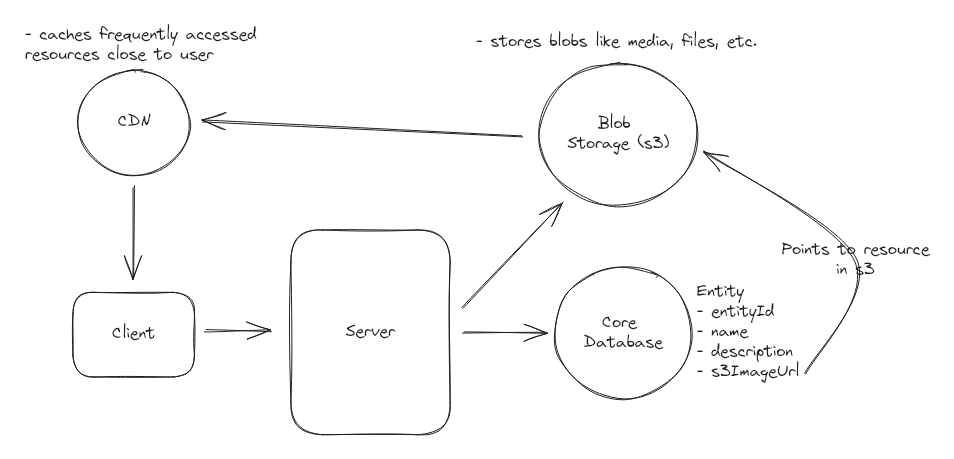 - caches frequently accessed
resources close to user
- stores blobs like media, files, etc.
CDN
Blob
Storage (s3)
Points to resource
in s3
Client
Server
Core
Database
Entity
- entityId
- name
- description
- s3ImageUrl